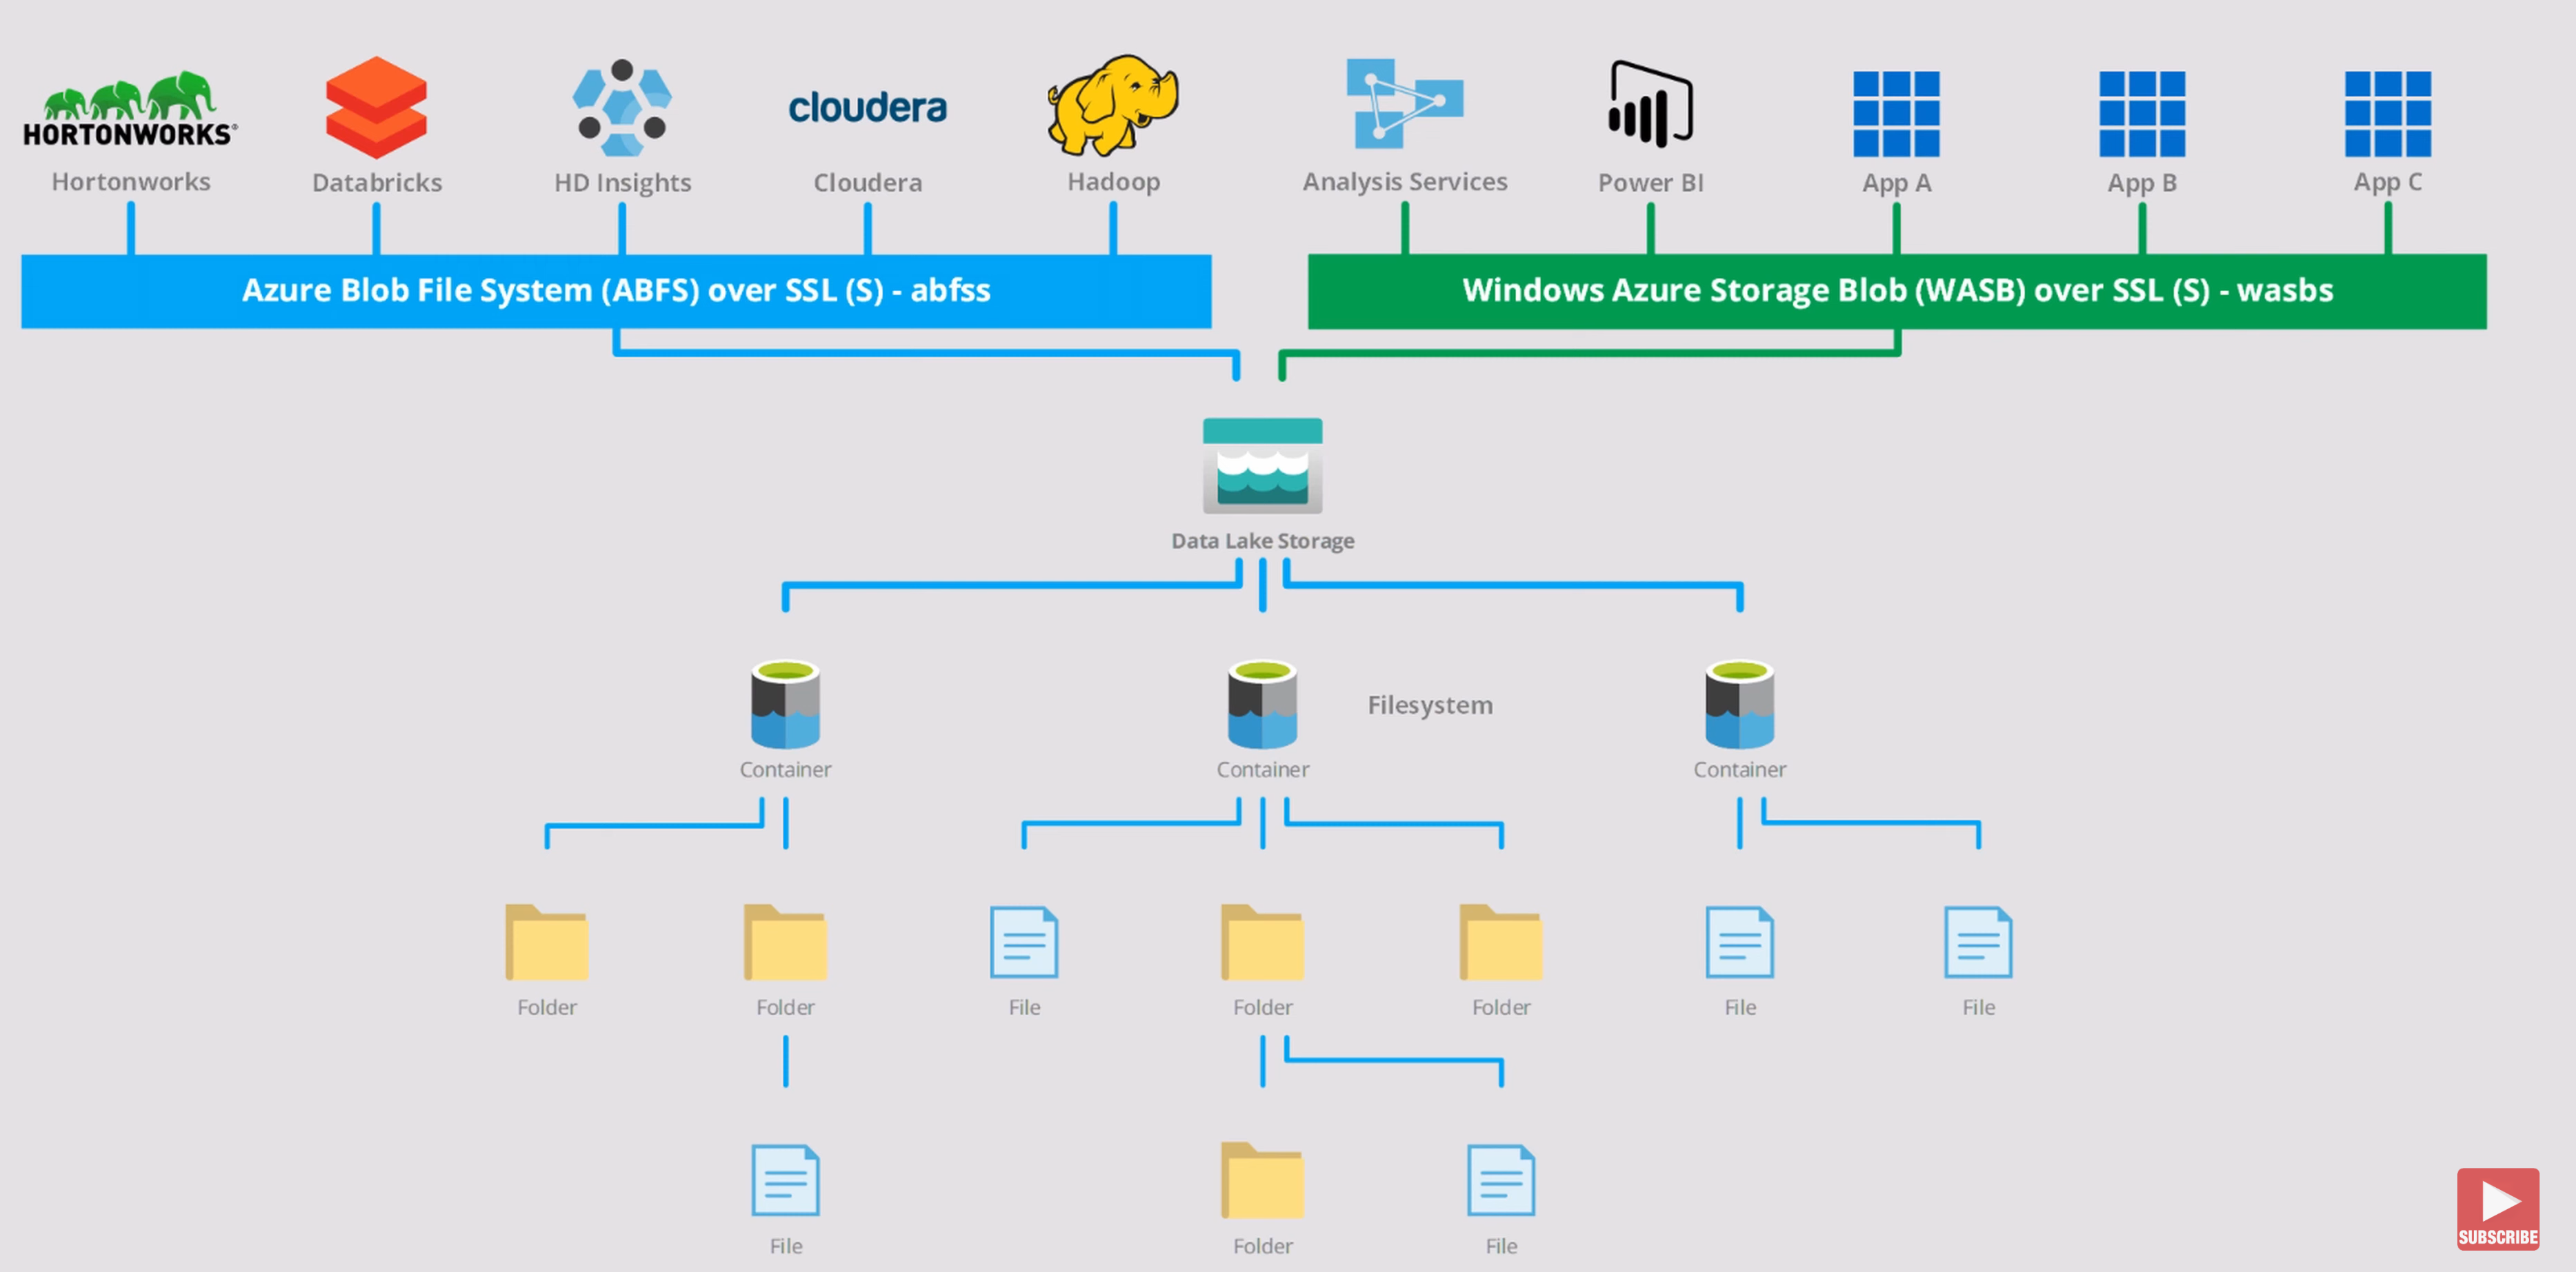 HORTONWORKS®
cloudera
Hortonworks
Databricks
HD Insights
Cloudera
Hadoop
Analysis Services
Power BI
App A
App B
App C
Azure Blob File System (ABFS) over SSL (S) - abfss
Windows Azure Storage Blob (WASB) over SSL (S) - wasbs
Data Lake Storage
Filesystem
Container
Container
Container
Folder
Folder
File
Folder
Folder
File
File
File
Folder
File
SUBSCRIBE